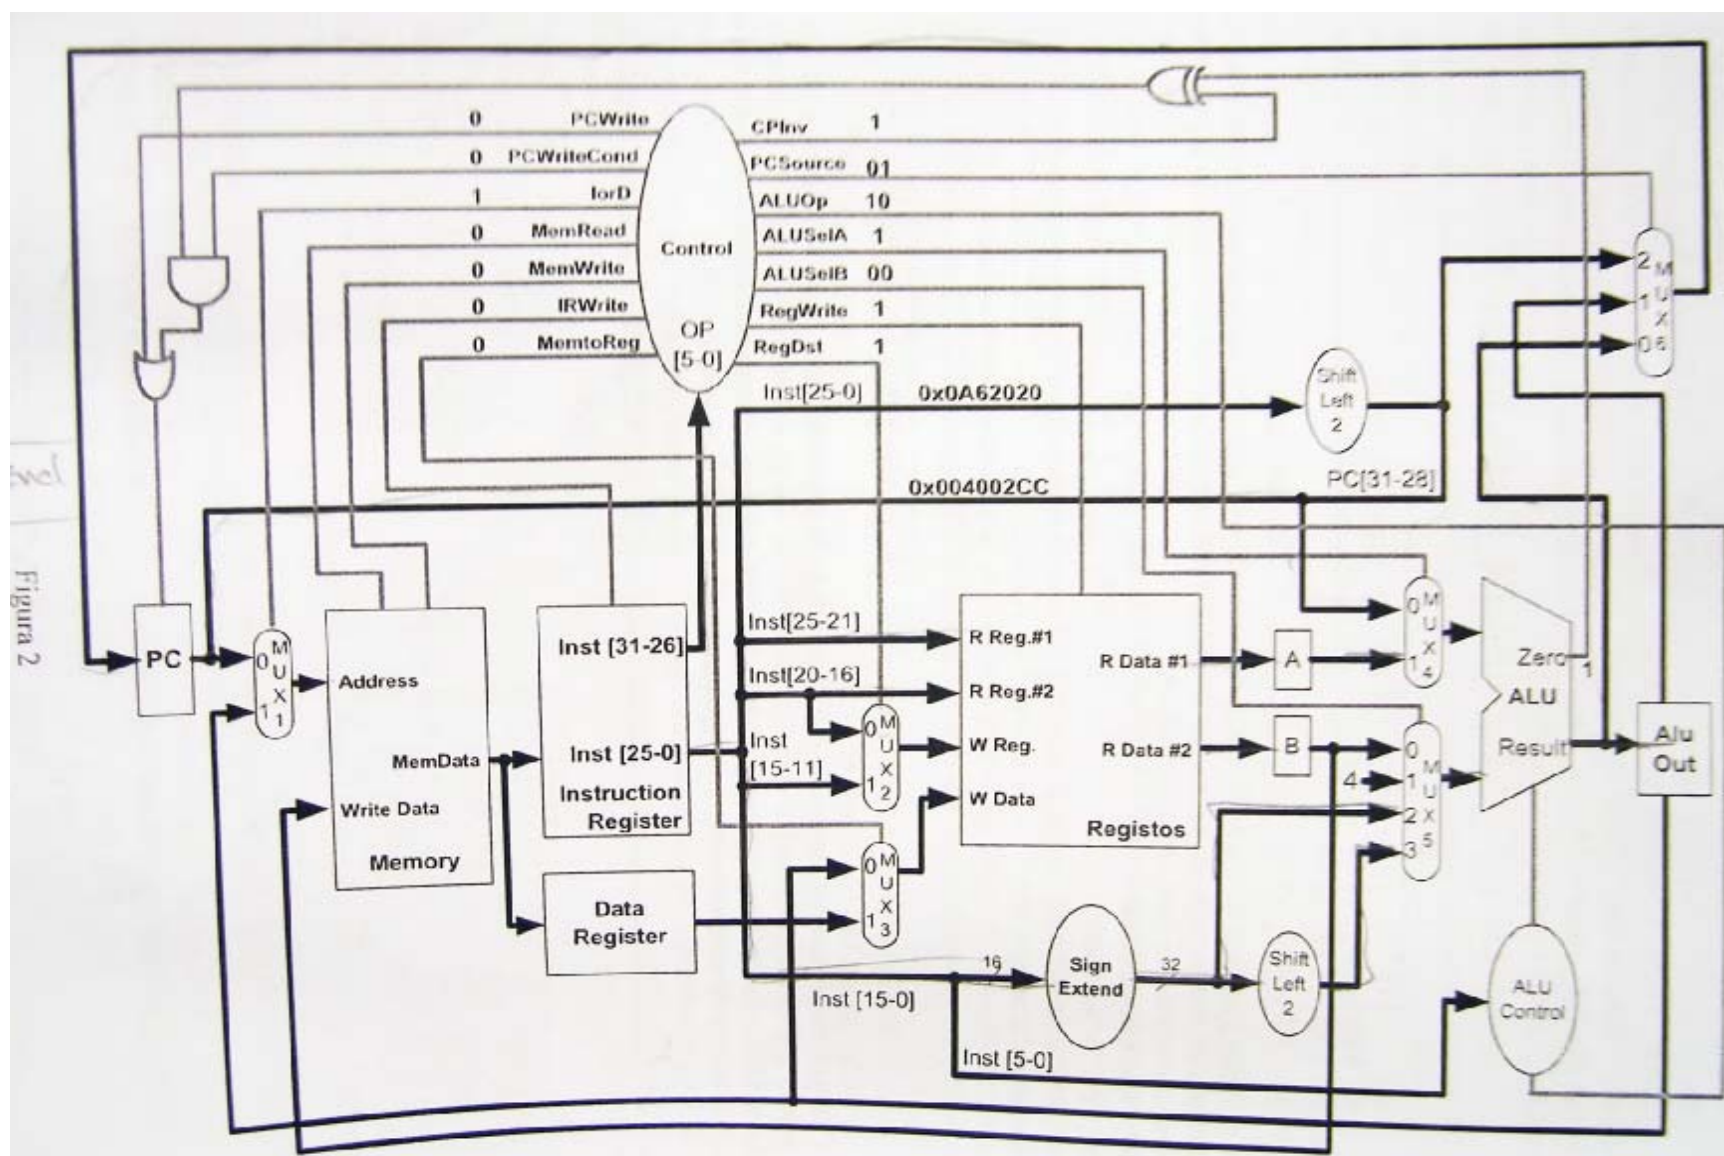 0 PCWrite
0 PCWriteCond
1 IorD
0 MemRead
0 MemWrite
0 IRWrite
0 MemtoReg
Control
OP
[5-0]
CPInv 1
PCSource 01
ALUOp 10
ALUSelA 1
ALUSelB 00
RegWrite 1
RegDst 1
Inst[25-0] 0x0A62020
Shift
Left
2
2
1
0
M
U
X
6
0x004002CC
PC[31-28]
Figura 2
PC
0
1
M
U
X
1
Address
MemData
Write Data
Memory
Inst [31-26]
Inst [25-0]
Instruction
Register
Data
Register
Inst[25-21]
Inst[20-16]
Inst
[15-11]
0
1
M
U
X
2
0
1
M
U
X
3
R Reg.#1
R Reg.#2
W Reg.
W Data
R Data #1
R Data #2
Registos
A
B
0
1
M
U
X
4
4
0
1
2
3
M
U
X
5
Zero
1
ALU
Result
Alu
Out
Inst [15-0]
16
Sign
Extend
32
Shift
Left
2
Inst [5-0]
ALU
Control